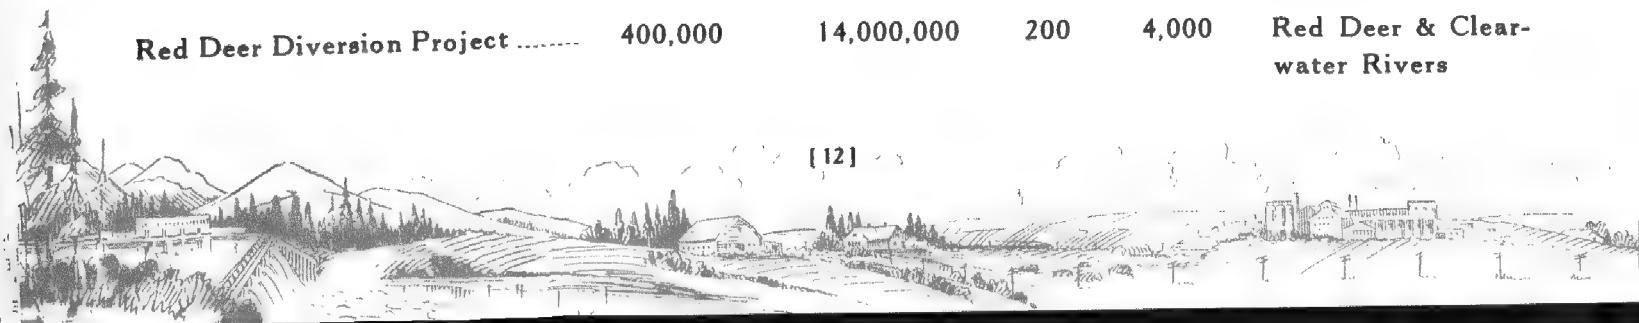 Red Deer Diversion Project ........ 400,000 14,000,000 200 4,000 Red Deer & Clear-
water Rivers
[12]